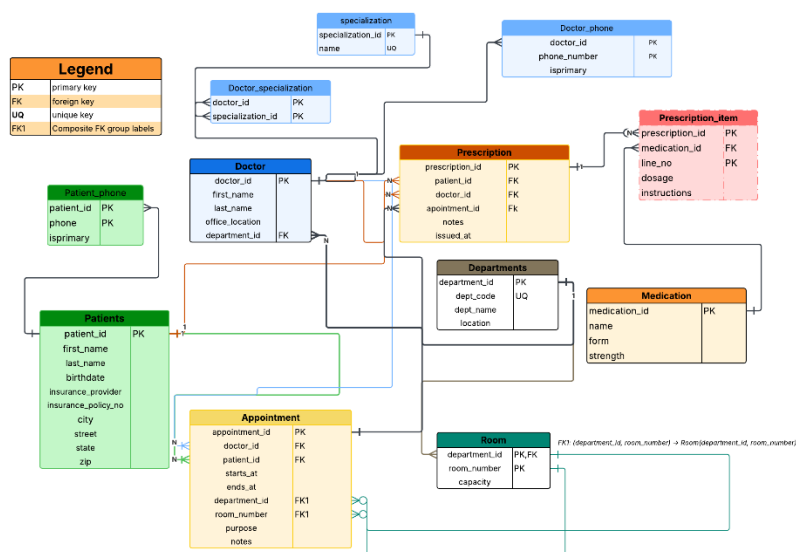 specialization
specialization_id PK
name uo
Doctor_phone
doctor_id PK
phone_number PK
isprimary
Legend
PK primary key
FK foreign key
UQ unique key
FK1 Composite FK group labels
Doctor_specialization
doctor_id PK
specialization_id PK
Prescription_item
prescription_id PK
medication_id FK
line_no PK
dosage
instructions
Doctor
doctor_id PK
first_name
last_name
office_location
department_id FK
Prescription
prescription_id PK
patient_id FK
doctor_id FK
apointment_id Fk
notes
issued_at
Patient_phone
patient_id PK
phone PK
isprimary
Departments
department_id PK
dept_code UQ
dept_name
location
Medication
medication_id PK
name
form
strength
Patients
patient_id PK
first_name
last_name
birthdate
insurance_provider
insurance_policy_no
city
street
state
zip
Appointment
appointment_id PK
doctor_id FK
patient_id FK
starts_at
ends_at
department_id FK1
room_number FK1
purpose
notes
Room
department_id PK,FK
room_number PK
capacity
FK1: (department_id, room_number) -> Room(department_id, room_number)
1
N
N
N
N
1
1
1
N
N
N